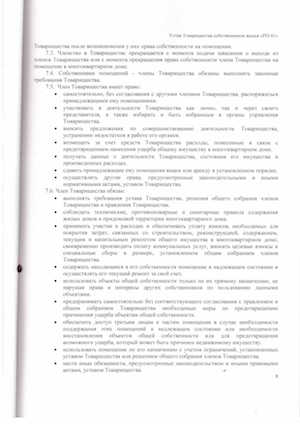 Устав Товарищества собственников жилья «РП-61»
Товарищества после возникновения у них права собственности на помещения.
7.3. Членство в Товариществе прекращается с момента подачи заявления о выходе из
членов Товарищества или с момента прекращения права собственности члена Товарищества на
помещение в многоквартирном доме.
7.4. Собственники помещений - члены Товарищества обязаны выполнять законные
требования Товарищества.
7.5. Член Товарищества имеет право:
• самостоятельно, без согласования с другими членами Товарищества, распоряжаться
принадлежащими ему помещениями;
• участвовать в деятельности Товарищества как лично, так и через своего
представителя, а также избирать и быть избранным в органы управления
Товарищества;
• вносить предложения по совершенствованию деятельности Товарищества,
устранению недостатков в работе его органов;
• возмещать за счет средств Товарищества расходы, понесенные в связи с
предотвращением нанесения ущерба общему имуществу в многоквартирном доме;
• получать данные о деятельности Товарищества, состоянии его имущества и
произведенных расходах;
• сдавать принадлежащие ему помещения внаем или аренду в установленном порядке;
• осуществлять другие права, предусмотренные законодательными и иными
нормативными актами, уставом Товарищества.
7.6. Член Товарищества обязан:
• выполнять требования устава Товарищества, решения общего собрания членов
Товарищества и правления Товарищества;
• соблюдать технические, противопожарные и санитарные правила содержания
жилых домов и придомовой территории многоквартирного дома;
• принимать участие в расходах и обеспечивать уплату взносов, необходимых для
покрытия затрат, связанных со строительством, реконструкцией, содержанием,
текущим и капитальным ремонтом общего имущества в многоквартирном доме,
своевременно производить оплату коммунальных услуг, вносить целевые взносы и
специальные сборы в размере, установленном общим собранием членов
Товарищества.
• содержать находящиеся в его собственности помещение в надлежащем состоянии и
осуществлять его текущий ремонт за свой счет;
• использовать объекты общей собственности только по их прямому назначению, не
нарушая права и интересы других собственников по пользованию данными
объектами;
• предпринимать самостоятельно без соответствующего согласования с правлением и
общим собранием Товарищества необходимые меры по предотвращению
причинения ущерба объектам общей собственности;
• обеспечить доступ третьим лицам к частям помещения в случае необходимости
поддержания этих помещений в надлежащем состоянии или необходимости
восстановления объектов общей собственности или для предотвращения
возможного ущерба, который может быть причинен недвижимому имуществу;
• использовать помещение по его назначению с учетом ограничений, установленных
уставом Товарищества или решением общего собрания членов Товарищества.
• нести иные обязанности, предусмотренные законодательством и иными правовыми
актами, уставом Товарищества.